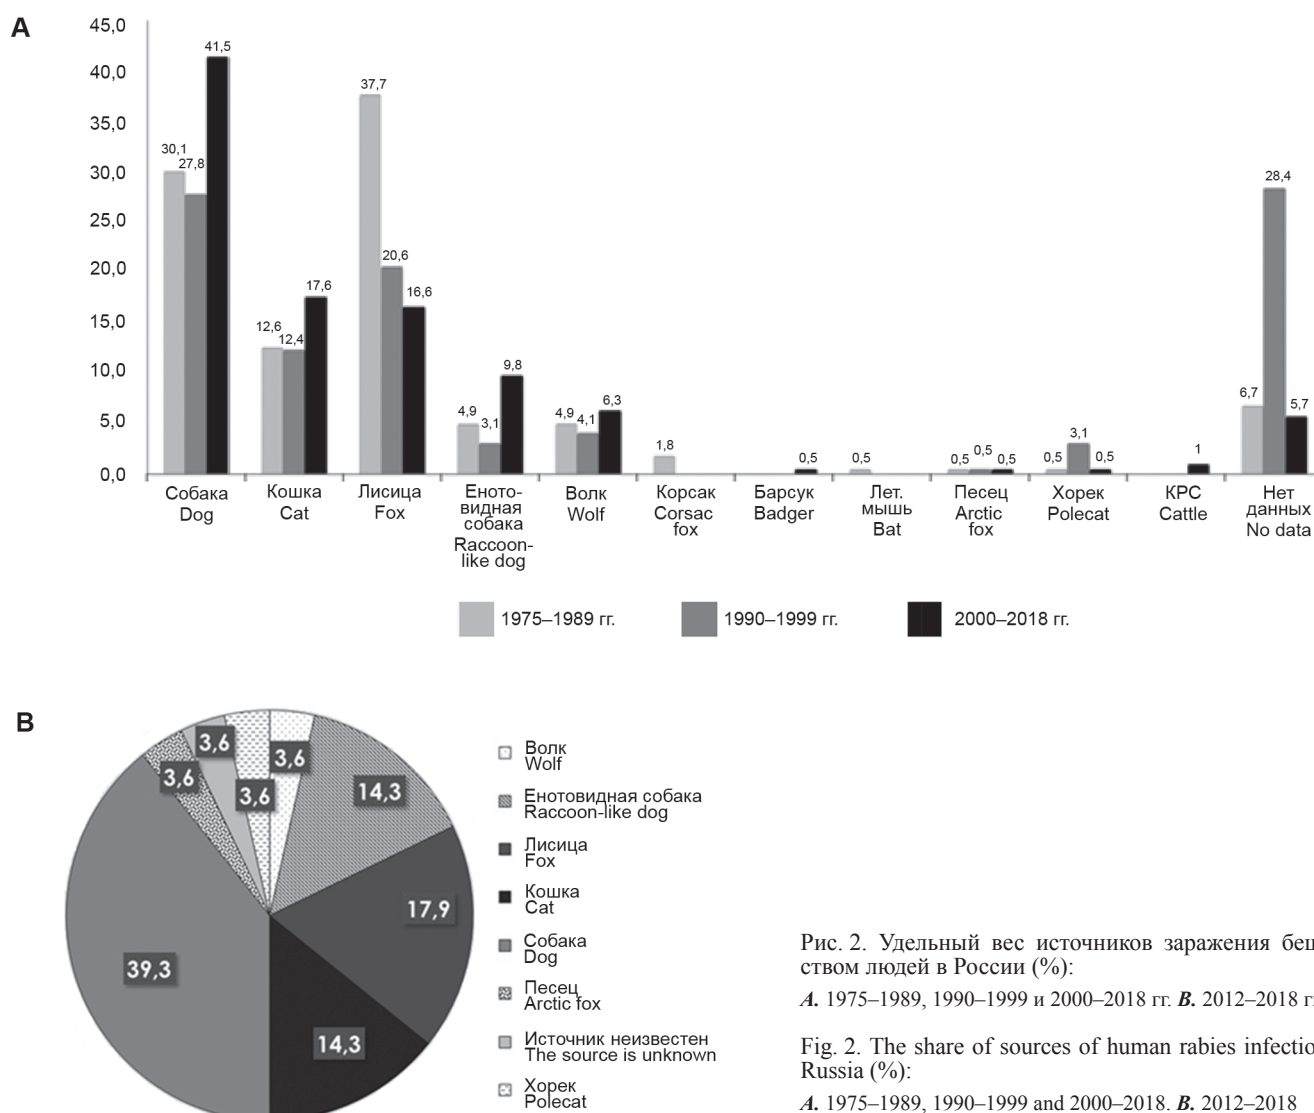 A
45,0
40,0
35,0
30,0
25,0
20,0
15,0
10,0
5,0
0,0
30,1
27,8
41,5
12,6
12,4
17,6
37,7
20,6
16,6
4,9
3,1
9,8
4,9
4,1
6,3
1,8
0,5
0,5
0,5
0,5
0,5
0,5
3,1
0,5
1
6,7
28,4
5,7
Собака
Dog
Кошка
Cat
Лисица
Fox
Еното-
видная
собака
Raccoon-
like dog
Волк
Wolf
Корсак
Corsac
fox
Барсук
Badger
Лет.
мышь
Bat
Песец
Arctic
fox
Хорек
Polecat
КРС
Cattle
Нет
данных
No data
1975–1989 гг.
1990–1999 гг.
2000–2018 гг.
B
3,6
14,3
17,9
14,3
39,3
3,6
3,6
3,6
Волк
Wolf
Енотовидная собака
Raccoon-like dog
Лисица
Fox
Кошка
Cat
Собака
Dog
Песец
Arctic fox
Источник неизвестен
The source is unknown
Хорек
Polecat
Рис. 2. Удельный вес источников заражения беш
ством людей в России (%):
A. 1975–1989, 1990–1999 и 2000–2018 гг. B. 2012–2018 г
Fig. 2. The share of sources of human rabies infectio
Russia (%):
A. 1975–1989, 1990–1999 and 2000–2018. B. 2012–2018